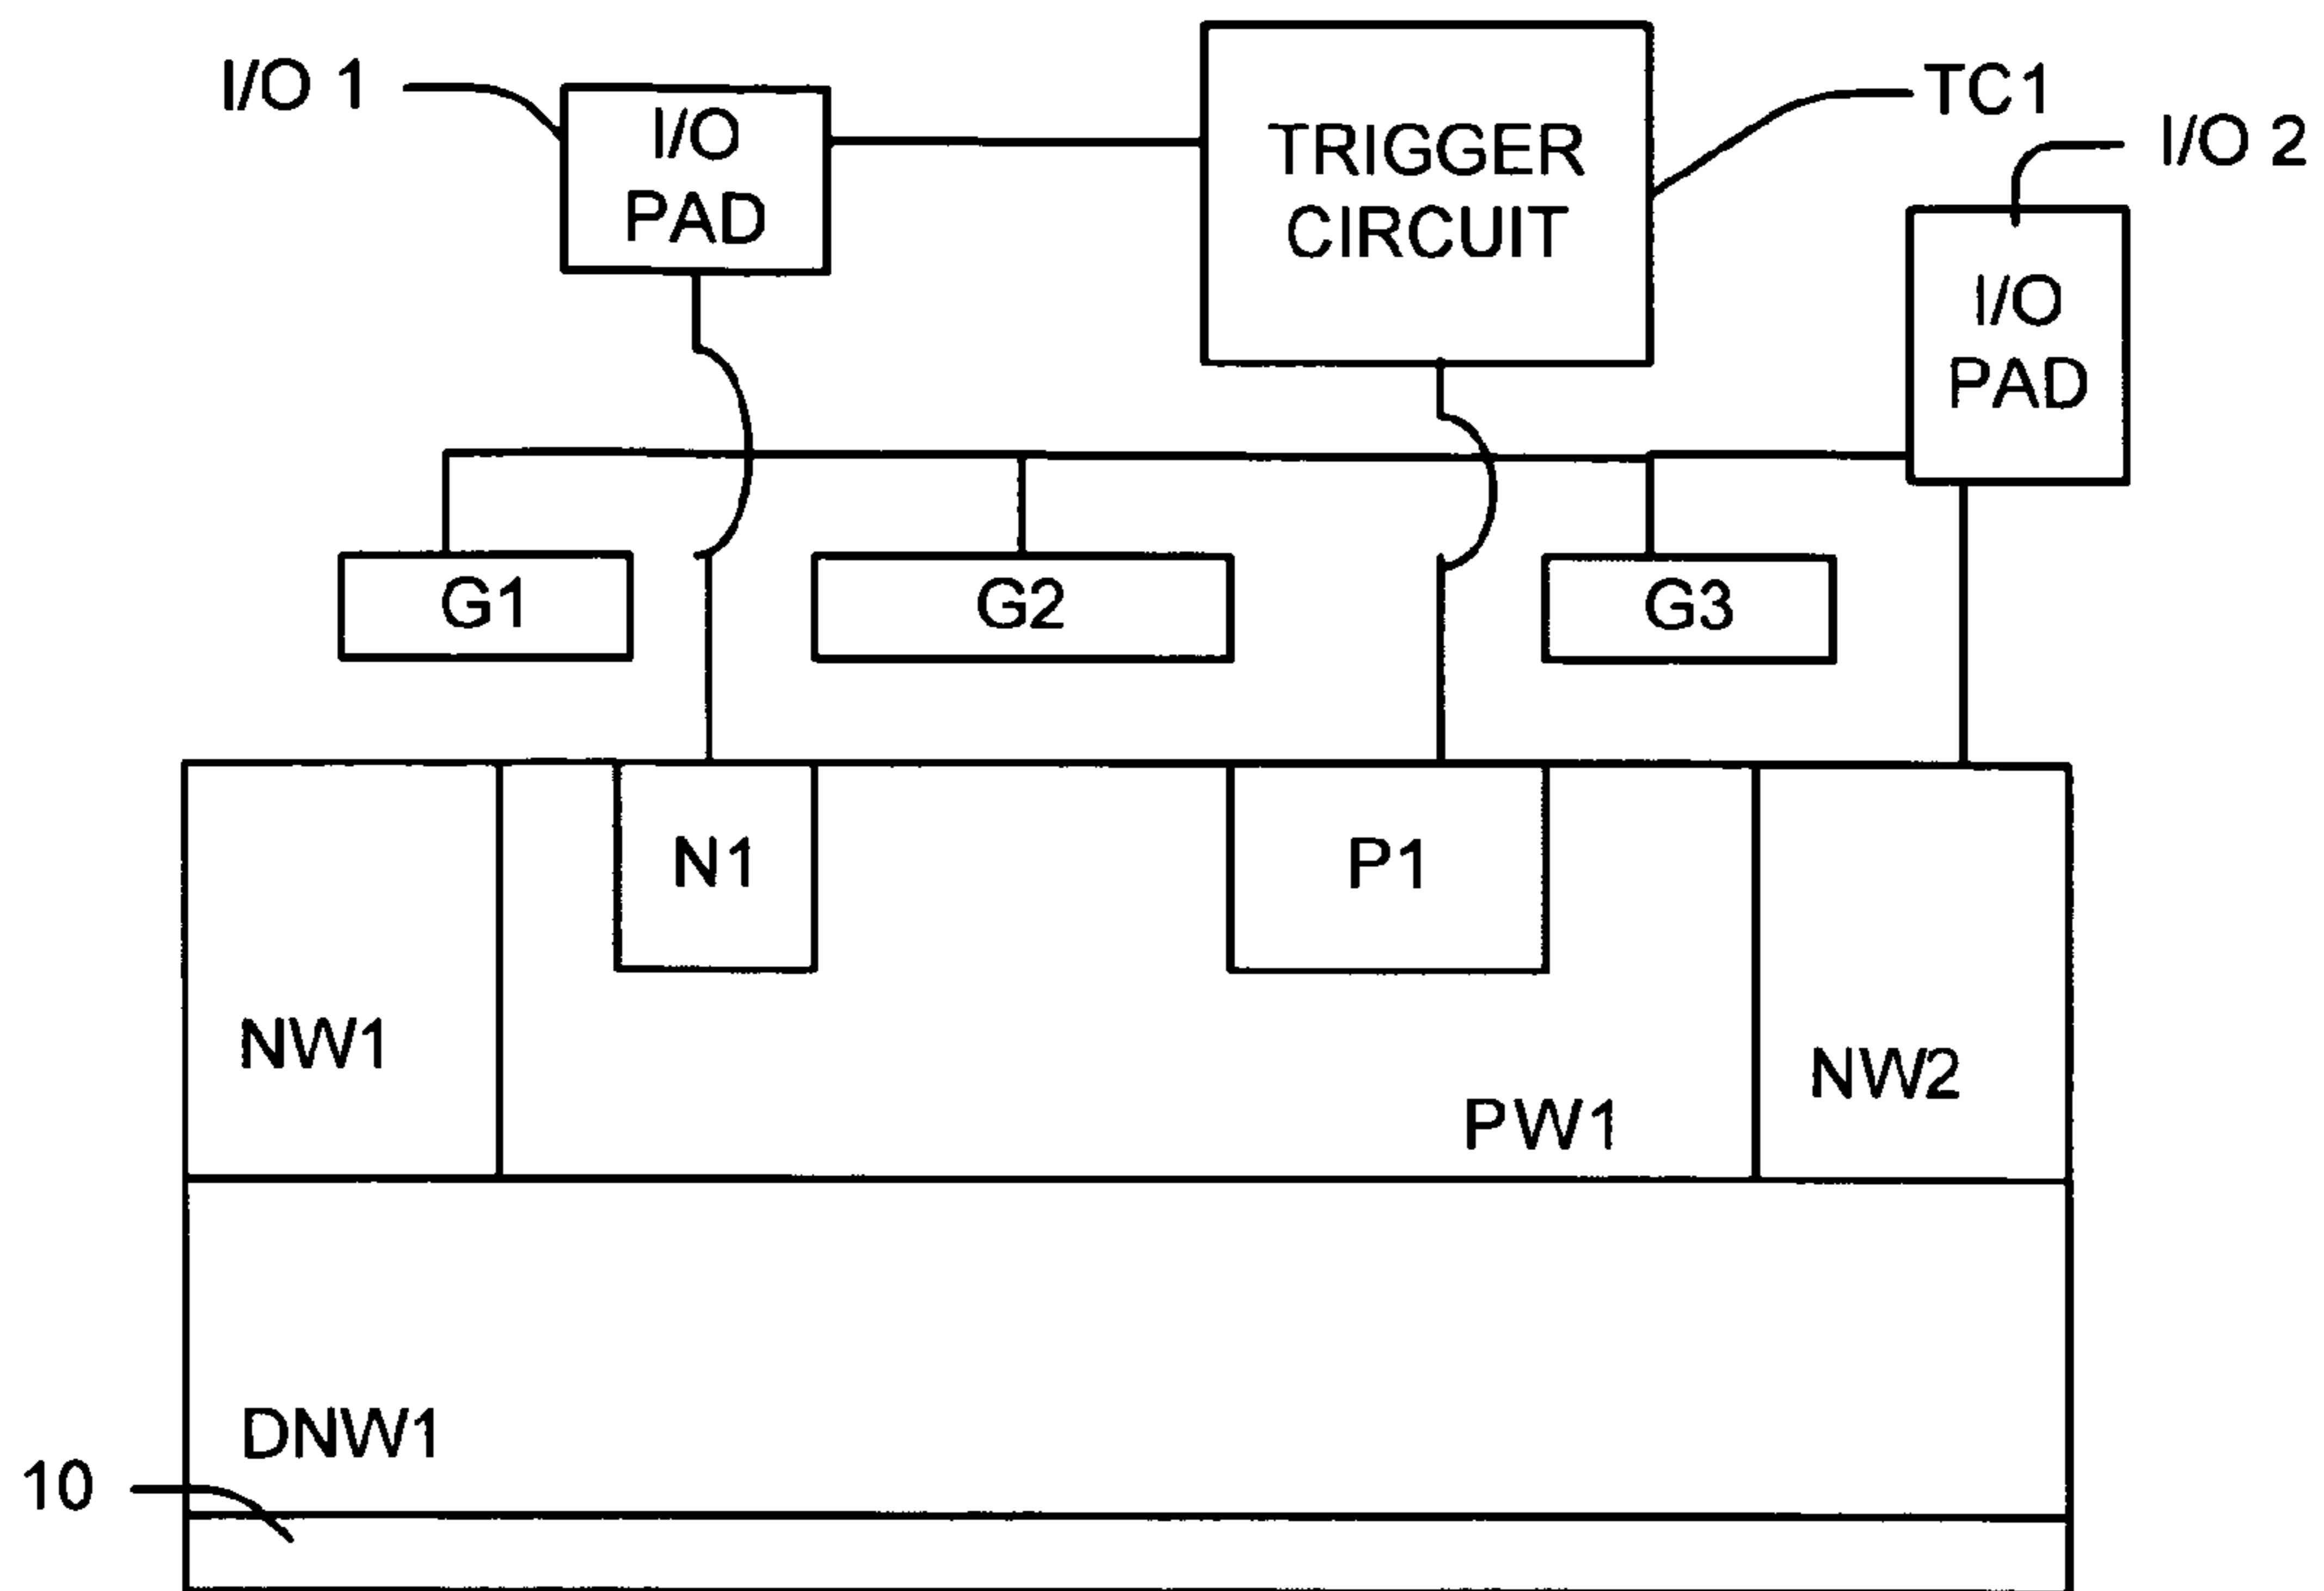 I/O 1
I/O
PAD
TRIGGER
CIRCUIT
TC1
I/O 2
I/O
PAD
G1
G2
G3
N1
P1
NW1
PW1
NW2
DNW1
10